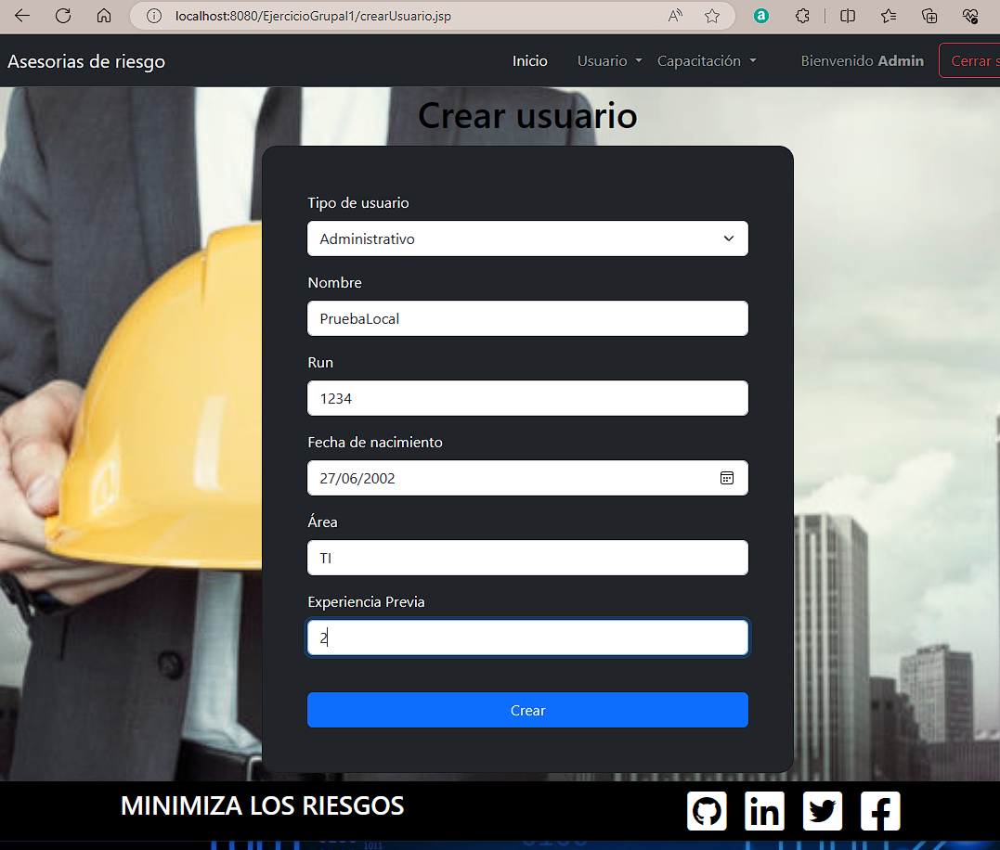 localhost:8080/EjercicioGrupal1/crearUsuario.jsp
Asesorias de riesgo
Inicio
Usuario
Capacitación
Bienvenido Admin
Cerrar s
Crear usuario
Tipo de usuario
Administrativo
Nombre
PruebaLocal
Run
1234
Fecha de nacimiento
27/06/2002
Área
TI
Experiencia Previa
2
Crear
MINIMIZA LOS RIESGOS